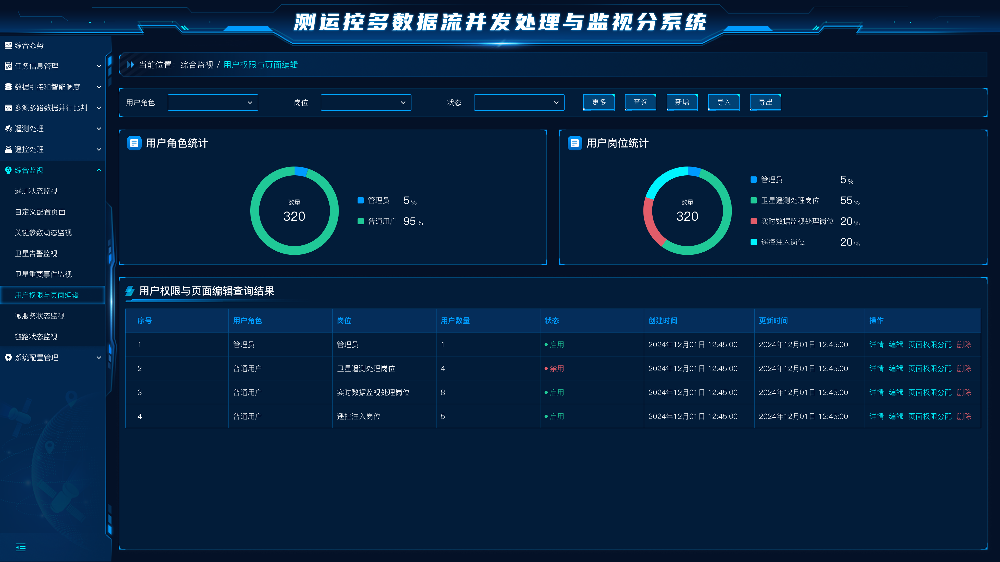 测运控多数据流并发处理与监视分系统
综合态势
任务信息管理
数据引接和智能调度
多源多路数据并行比判
遥测处理
遥控处理
综合监视
遥测状态监视
自定义配置页面
关键参数动态监视
卫星告警监视
卫星重要事件监视
用户权限与页面编辑
微服务状态监视
链路状态监视
系统配置管理
当前位置：综合监视 / 用户权限与页面编辑
用户角色 岗位 状态 更多 查询 新增 导入 导出
用户角色统计
数量
320
管理员 5 %
普通用户 95 %
用户岗位统计
数量
320
管理员 5 %
卫星遥测处理岗位 55 %
实时数据监视处理岗位 20 %
遥控注入岗位 20 %
用户权限与页面编辑查询结果
序号 用户角色 岗位 用户数量 状态 创建时间 更新时间 操作
1 管理员 管理员 1 启用 2024年12月01日 12:45:00 2024年12月01日 12:45:00 详情 编辑 页面权限分配 删除
2 普通用户 卫星遥测处理岗位 4 禁用 2024年12月01日 12:45:00 2024年12月01日 12:45:00 详情 编辑 页面权限分配 删除
3 普通用户 实时数据监视处理岗位 8 启用 2024年12月01日 12:45:00 2024年12月01日 12:45:00 详情 编辑 页面权限分配 删除
4 普通用户 遥控注入岗位 5 启用 2024年12月01日 12:45:00 2024年12月01日 12:45:00 详情 编辑 页面权限分配 删除